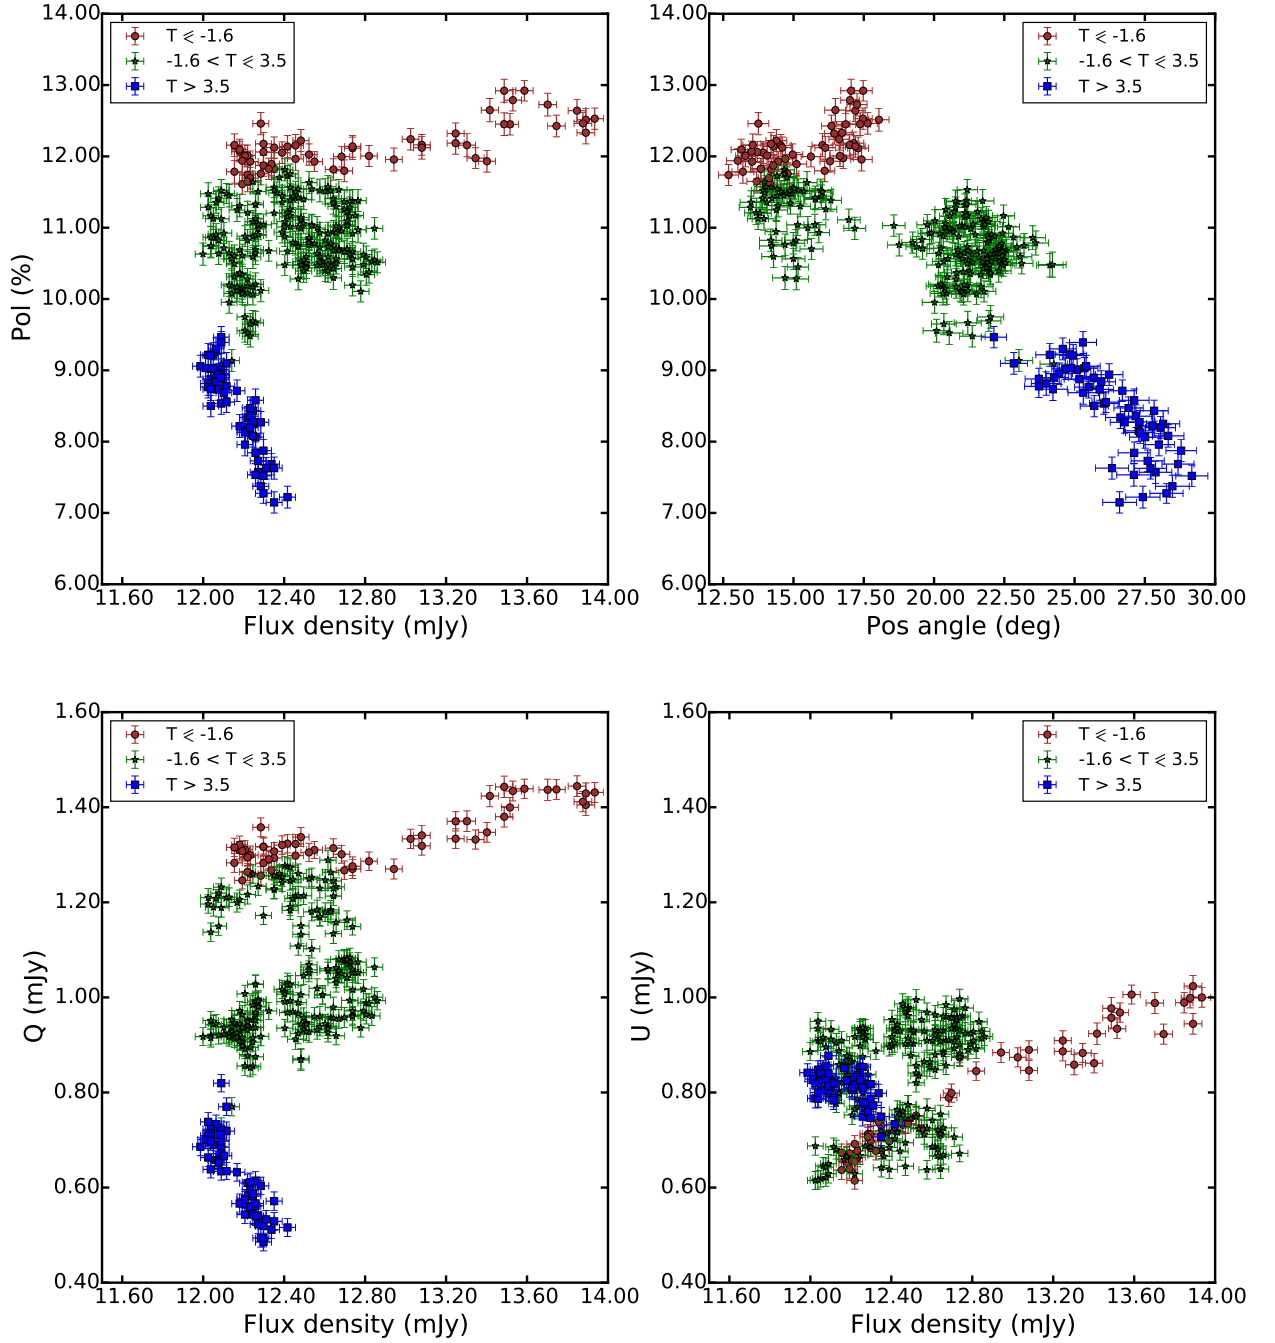 14.00
13.00
12.00
11.00
10.00
9.00
8.00
7.00
6.00
Pol (%)
T ⩽ -1.6
-1.6 < T ⩽ 3.5
T > 3.5
11.60 12.00 12.40 12.80 13.20 13.60 14.00
Flux density (mJy)
14.00
13.00
12.00
11.00
10.00
9.00
8.00
7.00
6.00
T ⩽ -1.6
-1.6 < T ⩽ 3.5
T > 3.5
12.50 15.00 17.50 20.00 22.50 25.00 27.50 30.00
Pos angle (deg)
1.60
1.40
1.20
1.00
0.80
0.60
0.40
Q (mJy)
T ⩽ -1.6
-1.6 < T ⩽ 3.5
T > 3.5
11.60 12.00 12.40 12.80 13.20 13.60 14.00
Flux density (mJy)
1.60
1.40
1.20
1.00
0.80
0.60
0.40
U (mJy)
T ⩽ -1.6
-1.6 < T ⩽ 3.5
T > 3.5
11.60 12.00 12.40 12.80 13.20 13.60 14.00
Flux density (mJy)